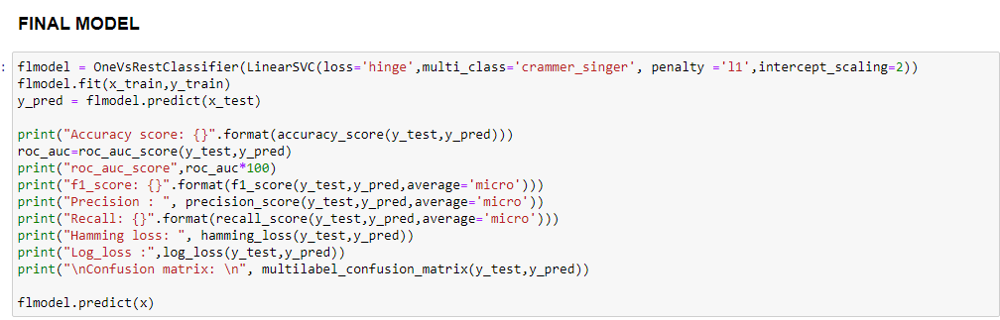 FINAL MODEL
: flmodel = OneVsRestClassifier(LinearSVC(loss='hinge',multi_class='crammer_singer', penalty ='l1',intercept_scaling=2))
flmodel.fit(x_train,y_train)
y_pred = flmodel.predict(x_test)
print("Accuracy score: {}".format(accuracy_score(y_test,y_pred)))
roc_auc=roc_auc_score(y_test,y_pred)
print("roc_auc_score",roc_auc*100)
print("f1_score: {}".format(f1_score(y_test,y_pred,average='micro')))
print("Precision : ", precision_score(y_test,y_pred,average='micro'))
print("Recall: {}".format(recall_score(y_test,y_pred,average='micro')))
print("Hamming loss: ", hamming_loss(y_test,y_pred))
print("Log_loss :",log_loss(y_test,y_pred))
print("\nConfusion matrix: \n", multilabel_confusion_matrix(y_test,y_pred))
flmodel.predict(x)